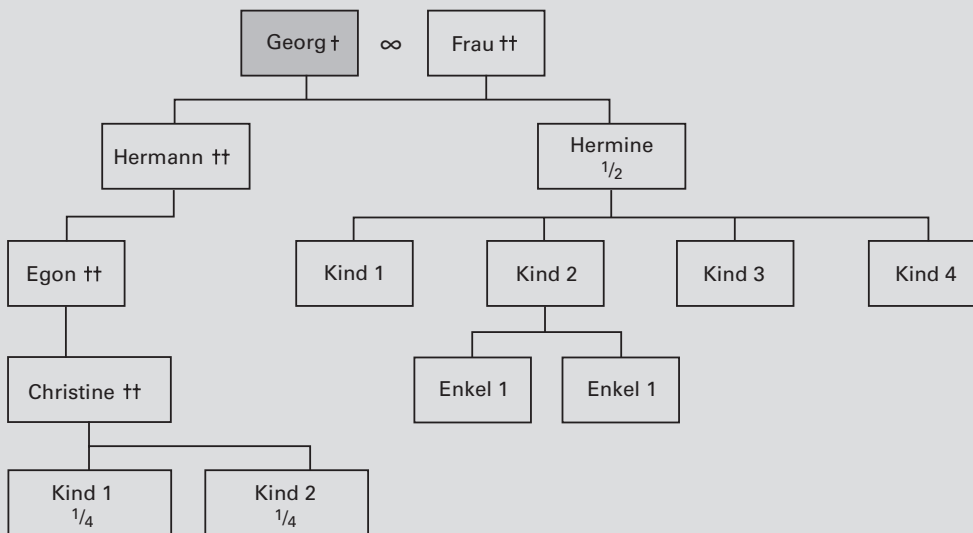 Georg † ∞ Frau ††
Hermann ††
Hermine
1/2
Egon ††
Kind 1
Kind 2
Kind 3
Kind 4
Christine ††
Enkel 1
Enkel 1
Kind 1
1/4
Kind 2
1/4